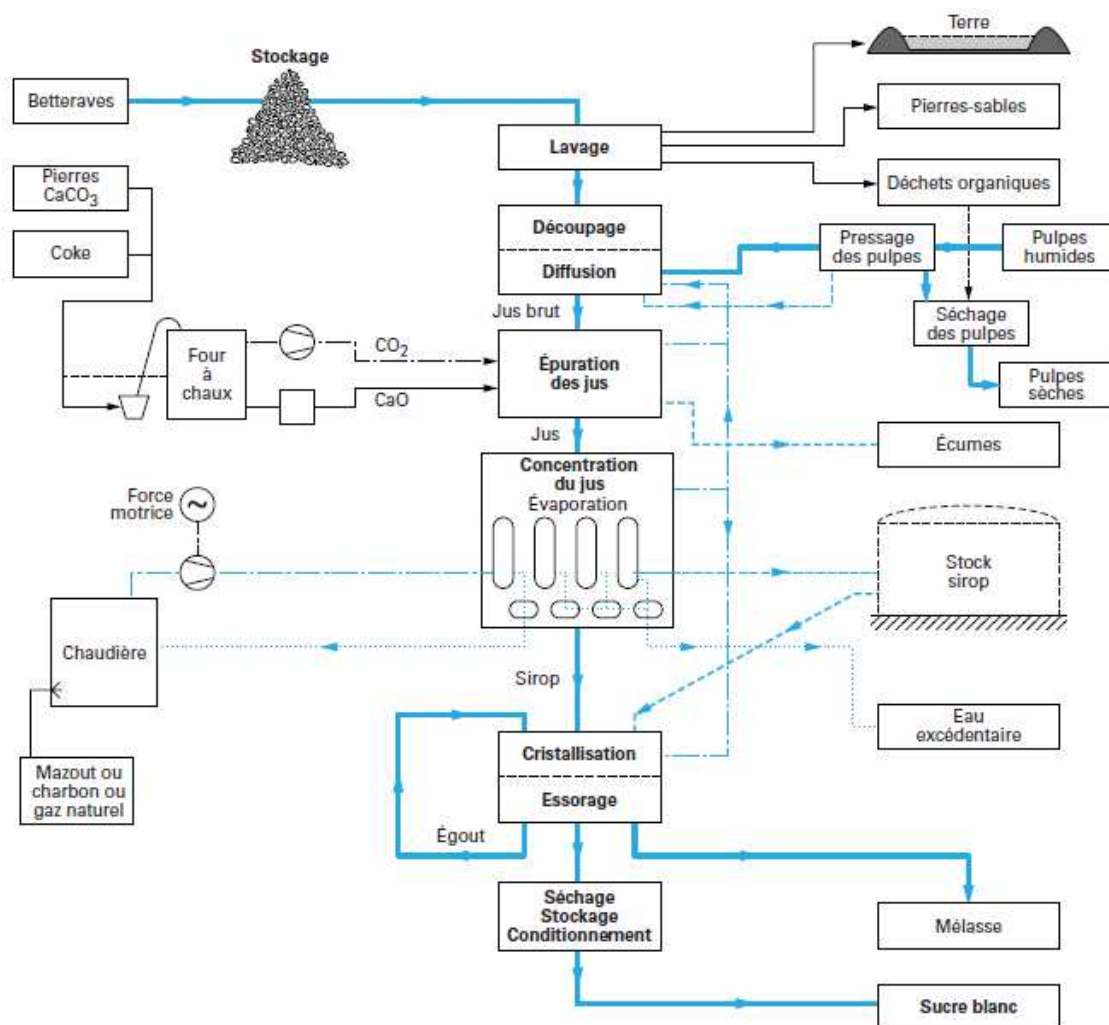 Terre
Stockage
Betteraves
Pierres-sables
Lavage
Pierres
CaCO3
Déchets organiques
Découpage
Coke
Pressage
des pulpes
Pulpes
humides
Diffusion
Jus brut
Séchage
des pulpes
CO2
Four
à
chaux
Épuration
des jus
Pulpes
sèches
CaO
Jus
Écumes
Concentration
du jus
Évaporation
Force
motrice
~
Stock
sirop
Chaudière
Sirop
Eau
excédentaire
Cristallisation
Mazout ou
charbon ou
gaz naturel
Essorage
Égout
Séchage
Stockage
Conditionnement
Mélasse
Sucre blanc